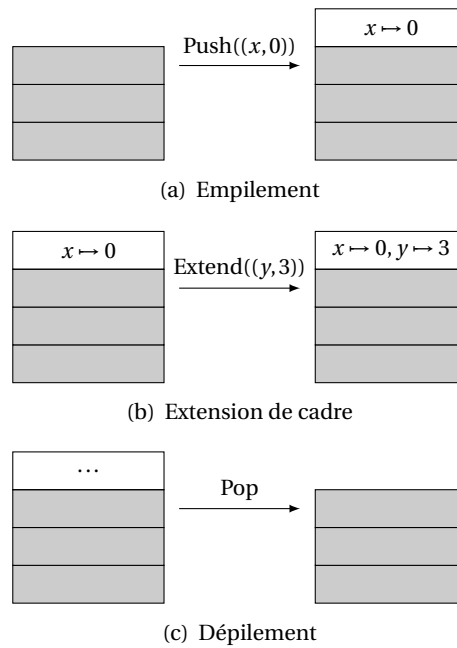 Push((x,0))
x ↦ 0
(a) Empilement
x ↦ 0
Extend((y,3))
x ↦ 0, y ↦ 3
(b) Extension de cadre
...
Pop
(c) Dépilement